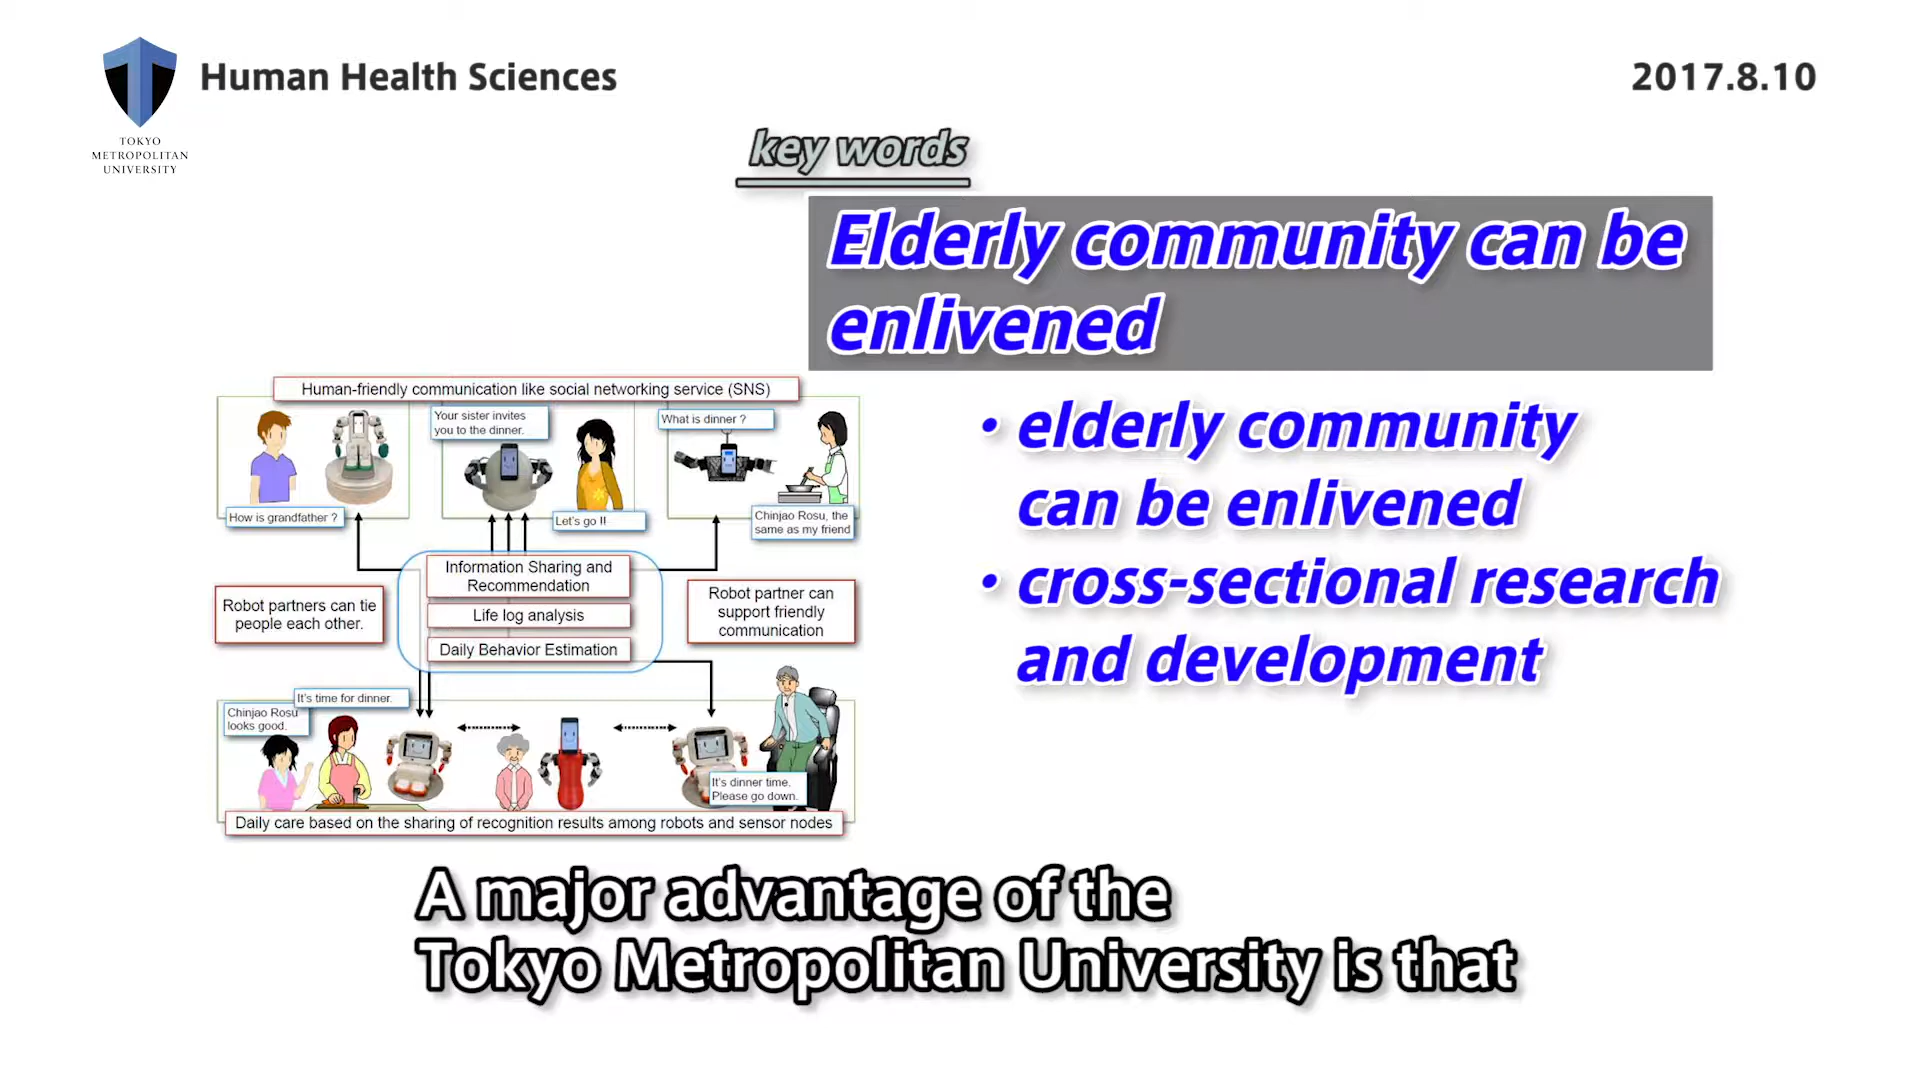 Human Health Sciences
2017.8.10
TOKYO
METROPOLITAN
UNIVERSITY
key words
Elderly community can be
enlivened
・elderly community
can be enlivened
・cross-sectional research
and development
Human-friendly communication like social networking service (SNS)
Your sister invites
you to the dinner.
What is dinner ?
How is grandfather ?
Let's go !!
Chinjao Rosu, the
same as my friend
Information Sharing and
Recommendation
Life log analysis
Daily Behavior Estimation
Robot partners can tie
people each other.
Robot partner can
support friendly
communication
It's time for dinner.
Chinjao Rosu
looks good.
It's dinner time.
Please go down.
Daily care based on the sharing of recognition results among robots and sensor nodes
A major advantage of the
Tokyo Metropolitan University is that